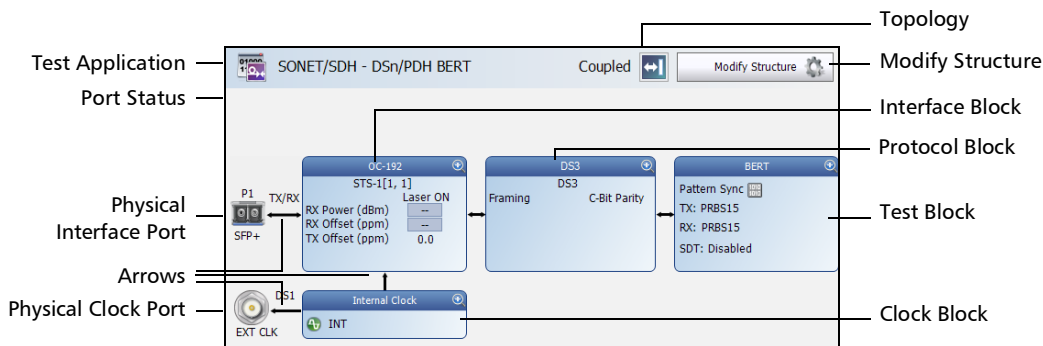 Topology
Test Application
SONET/SDH - DSn/PDH BERT
Coupled
Modify Structure
Modify Structure
Port Status
Interface Block
Protocol Block
OC-192
STS-1[1, 1]
Laser ON
RX Power (dBm) --
RX Offset (ppm) --
TX Offset (ppm) 0.0
DS3
DS3
Framing C-Bit Parity
BERT
Pattern Sync
TX: PRBS15
RX: PRBS15
SDT: Disabled
P1
TX/RX
SFP+
Physical
Interface Port
Test Block
Arrows
Physical Clock Port
DS1
EXT CLK
Internal Clock
INT
Clock Block